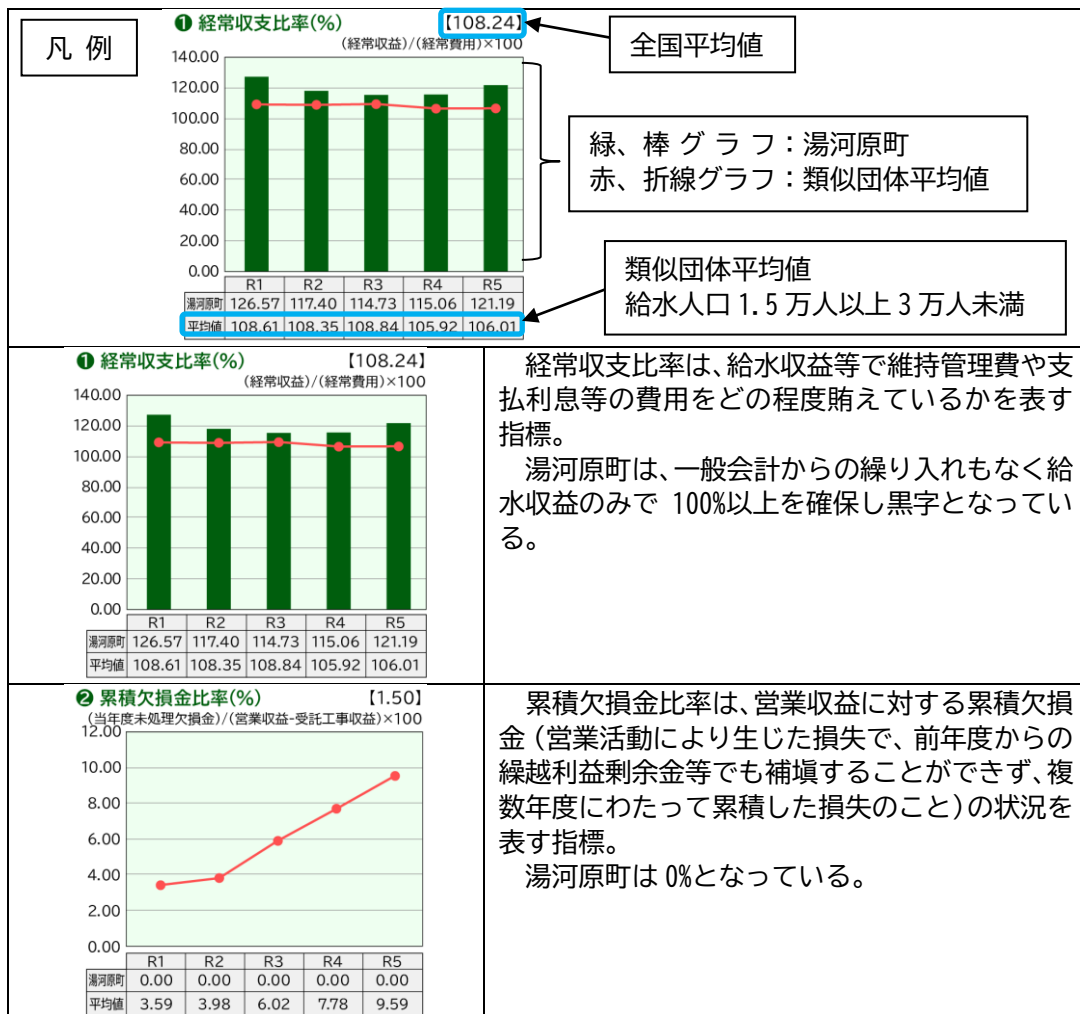 凡 例
❶ 経常収支比率(%)
【108.24】
(経常収益)/(経常費用)×100
140.00
120.00
100.00
80.00
60.00
40.00
20.00
0.00
R1 R2 R3 R4 R5
湯河原町 126.57 117.40 114.73 115.06 121.19
平均値 108.61 108.35 108.84 105.92 106.01
全国平均値
緑、棒 グ ラ フ：湯河原町
赤、折線グラフ：類似団体平均値
類似団体平均値
給水人口 1.5 万人以上 3 万人未満
❶ 経常収支比率(%)
【108.24】
(経常収益)/(経常費用)×100
140.00
120.00
100.00
80.00
60.00
40.00
20.00
0.00
R1 R2 R3 R4 R5
湯河原町 126.57 117.40 114.73 115.06 121.19
平均値 108.61 108.35 108.84 105.92 106.01
経常収支比率は、給水収益等で維持管理費や支
払利息等の費用をどの程度賄えているかを表す
指標。
湯河原町は、一般会計からの繰り入れもなく給
水収益のみで 100%以上を確保し黒字となってい
る。
❷ 累積欠損金比率(%)
【1.50】
(当年度未処理欠損金)/(営業収益-受託工事収益)×100
12.00
10.00
8.00
6.00
4.00
2.00
0.00
R1 R2 R3 R4 R5
湯河原町 0.00 0.00 0.00 0.00 0.00
平均値 3.59 3.98 6.02 7.78 9.59
累積欠損金比率は、営業収益に対する累積欠損
金（営業活動により生じた損失で、前年度からの
繰越利益剰余金等でも補塡することができず、複
数年度にわたって累積した損失のこと）の状況を
表す指標。
湯河原町は 0%となっている。